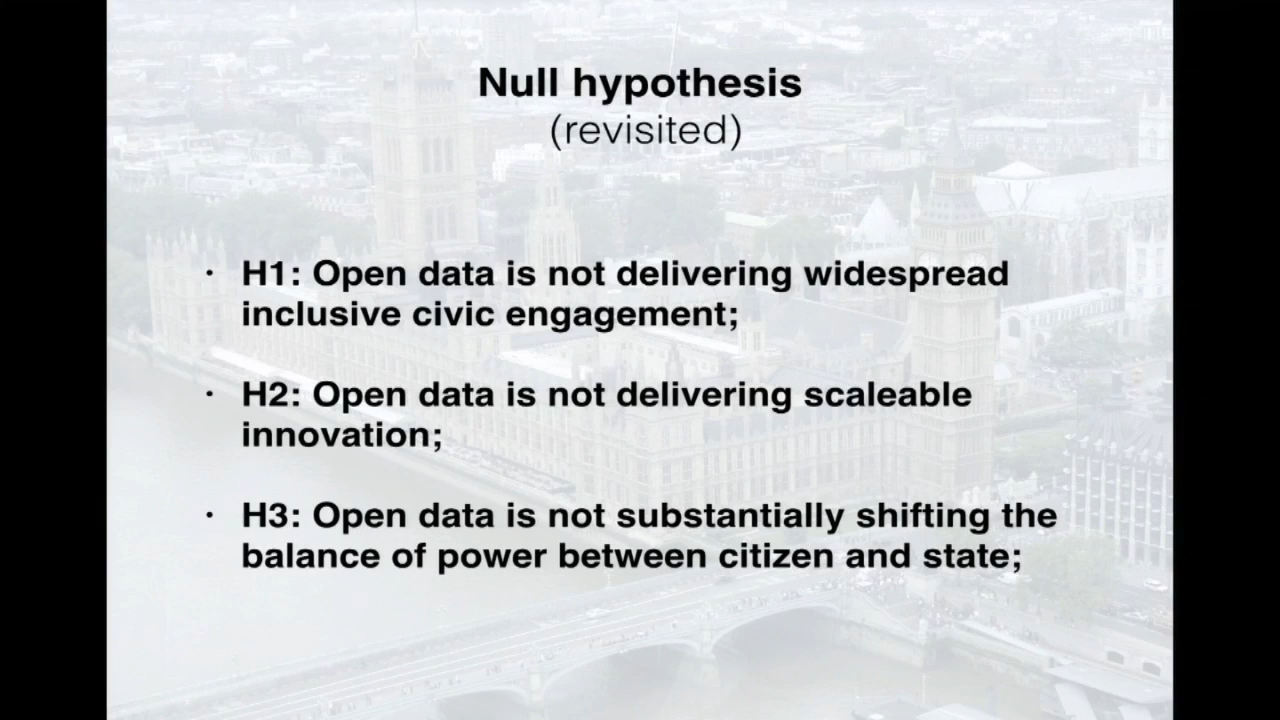 Null hypothesis
(revisited)
· H1: Open data is not delivering widespread
inclusive civic engagement;
· H2: Open data is not delivering scaleable
innovation;
· H3: Open data is not substantially shifting the
balance of power between citizen and state;